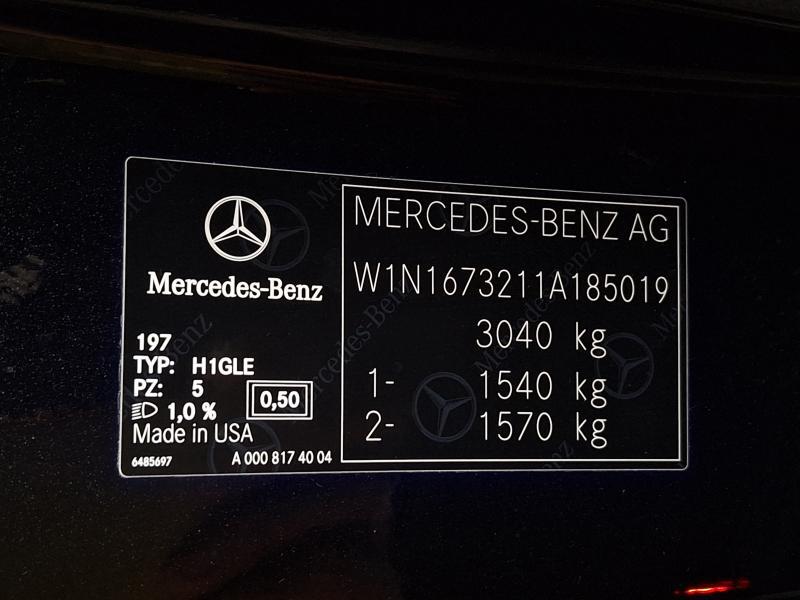 Mercedes-Benz
197
TYP: H1GLE
PZ: 5
1,0 %
0,50
Made in USA
6485697
A 000 817 40 04
MERCEDES-BENZ AG
W1N1673211A185019
3040 kg
1- 1540 kg
2- 1570 kg